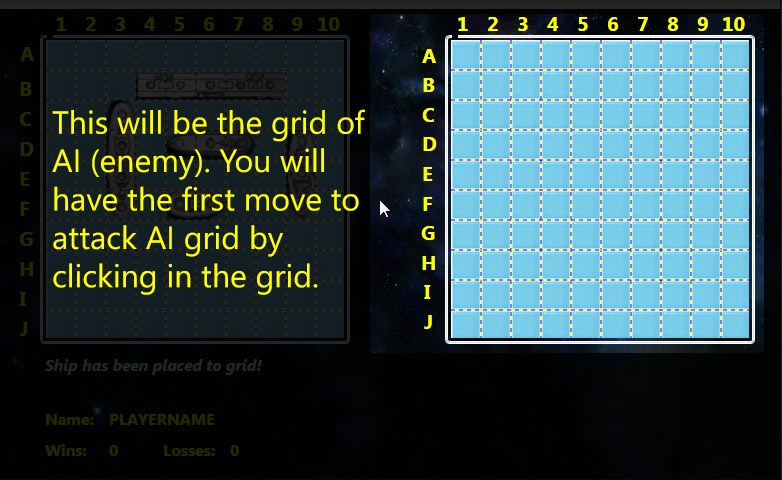 1 2 3 4 5 6 7 8 9 10
A
B
C
D
E
F
G
H
I
J
This will be the grid of
AI (enemy). You will
have the first move to
attack AI grid by
clicking in the grid.
1 2 3 4 5 6 7 8 9 10
A
B
C
D
E
F
G
H
I
J
Ship has been placed to grid!
Name: PLAYERNAME
Wins: 0 Losses: 0